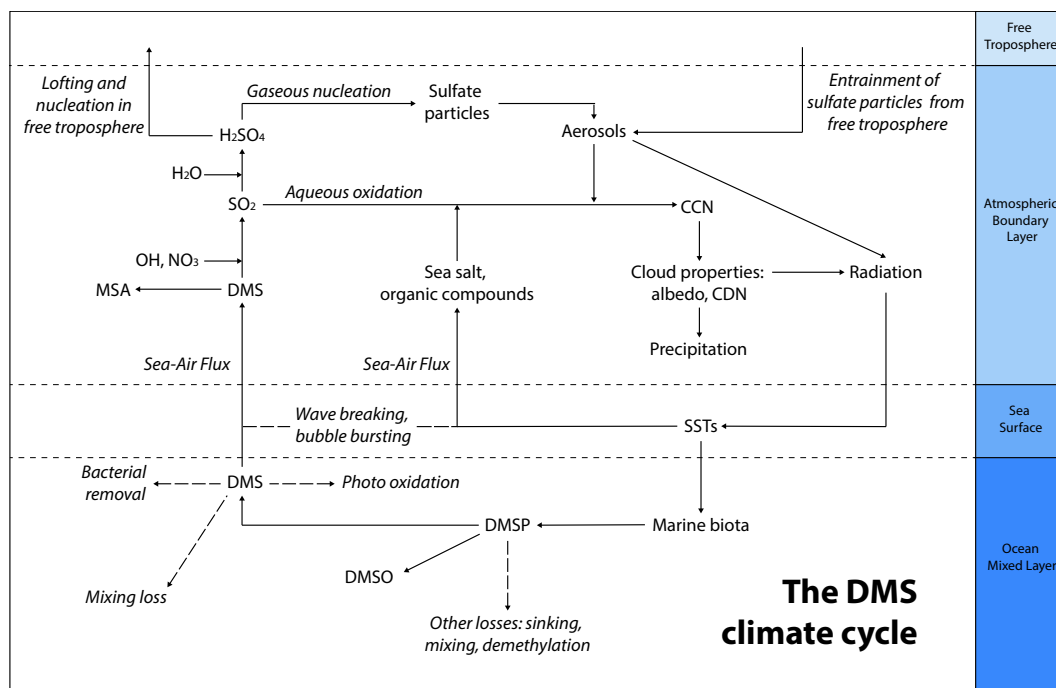 Free
Troposphere
Lofting and
nucleation in
free troposphere
Gaseous nucleation
Sulfate
particles
Entrainment of
sulfate particles from
free troposphere
H₂SO₄
Aerosols
H₂O
Aqueous oxidation
SO₂
CCN
Atmospheric
Boundary
Layer
OH, NO₃
MSA
DMS
Sea salt,
organic compounds
Cloud properties:
albedo, CDN
Radiation
Precipitation
Sea-Air Flux
Sea-Air Flux
Wave breaking,
bubble bursting
SSTs
Sea
Surface
Bacterial
removal
DMS
Photo oxidation
DMSP
Marine biota
DMSO
Mixing loss
Other losses: sinking,
mixing, demethylation
Ocean
Mixed Layer
The DMS
climate cycle